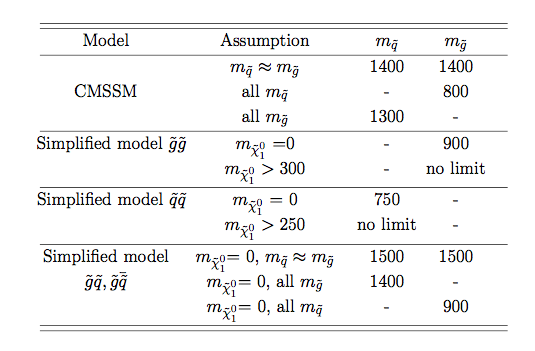 Model Assumption m_q̃ m_g̃
m_q̃ ≈ m_g̃ 1400 1400
CMSSM all m_q̃ - 800
all m_g̃ 1300 -
Simplified model g̃g̃ m_χ̃₁⁰ =0 - 900
m_χ̃₁⁰ > 300 - no limit
Simplified model q̃q̃ m_χ̃₁⁰ = 0 750 -
m_χ̃₁⁰ > 250 no limit -
Simplified model m_χ̃₁⁰= 0, m_q̃ ≈ m_g̃ 1500 1500
g̃q̃, g̃q̃̄ m_χ̃₁⁰= 0, all m_g̃ 1400 -
m_χ̃₁⁰= 0, all m_q̃ - 900